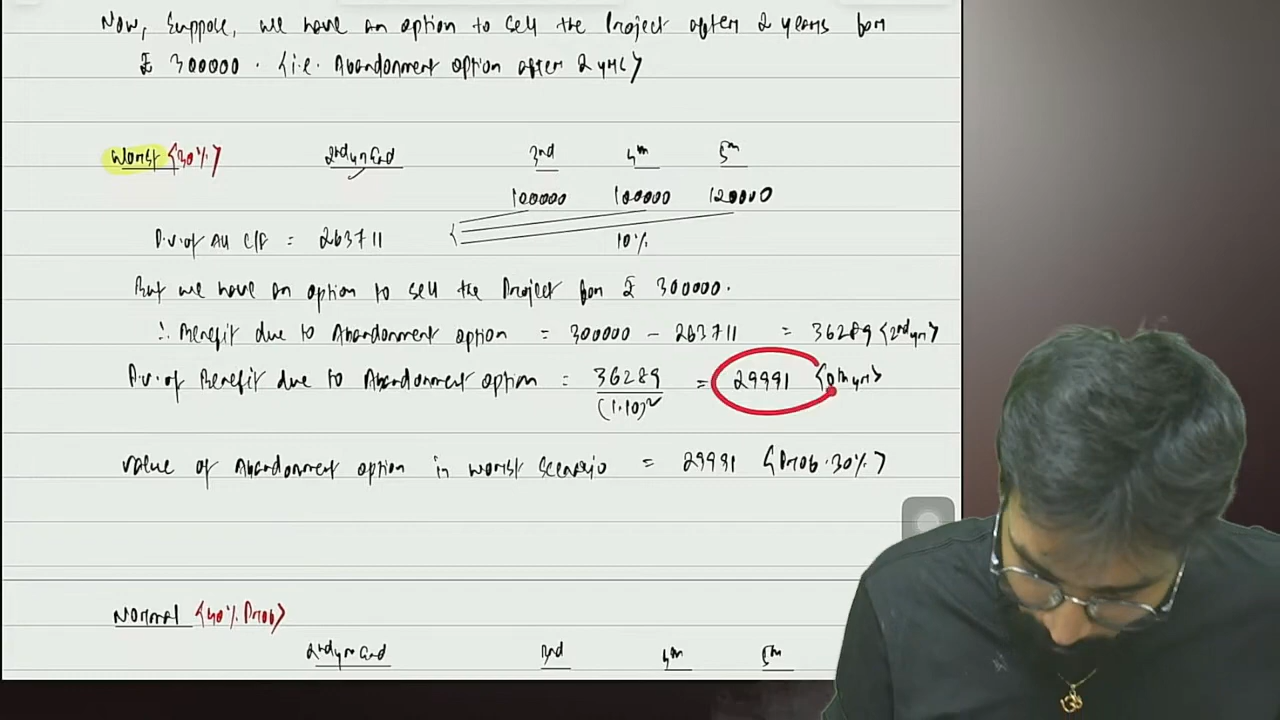 Now, Suppose, we have an option to sell the Project after 2 years for
₹ 300000. {i.e. Abandonment option after 2 yrs}
Worst {30%} 2nd yr End 3rd 4th 5th
100000 100000 120000
P.V. of All C/F = 263711 10%
But we have an option to sell the Project for ₹ 300000.
∴ Benefit due to Abandonment option = 300000 - 263711 = 36289 {2nd yr}
P.V. of Benefit due to Abandonment option = 36289 / (1.10)² = 29991 {0th yr}
Value of Abandonment option in worst Scenario = 29991 {Prob. 30%}
Normal {40% Prob}
2nd yr End 3rd 4th 5th